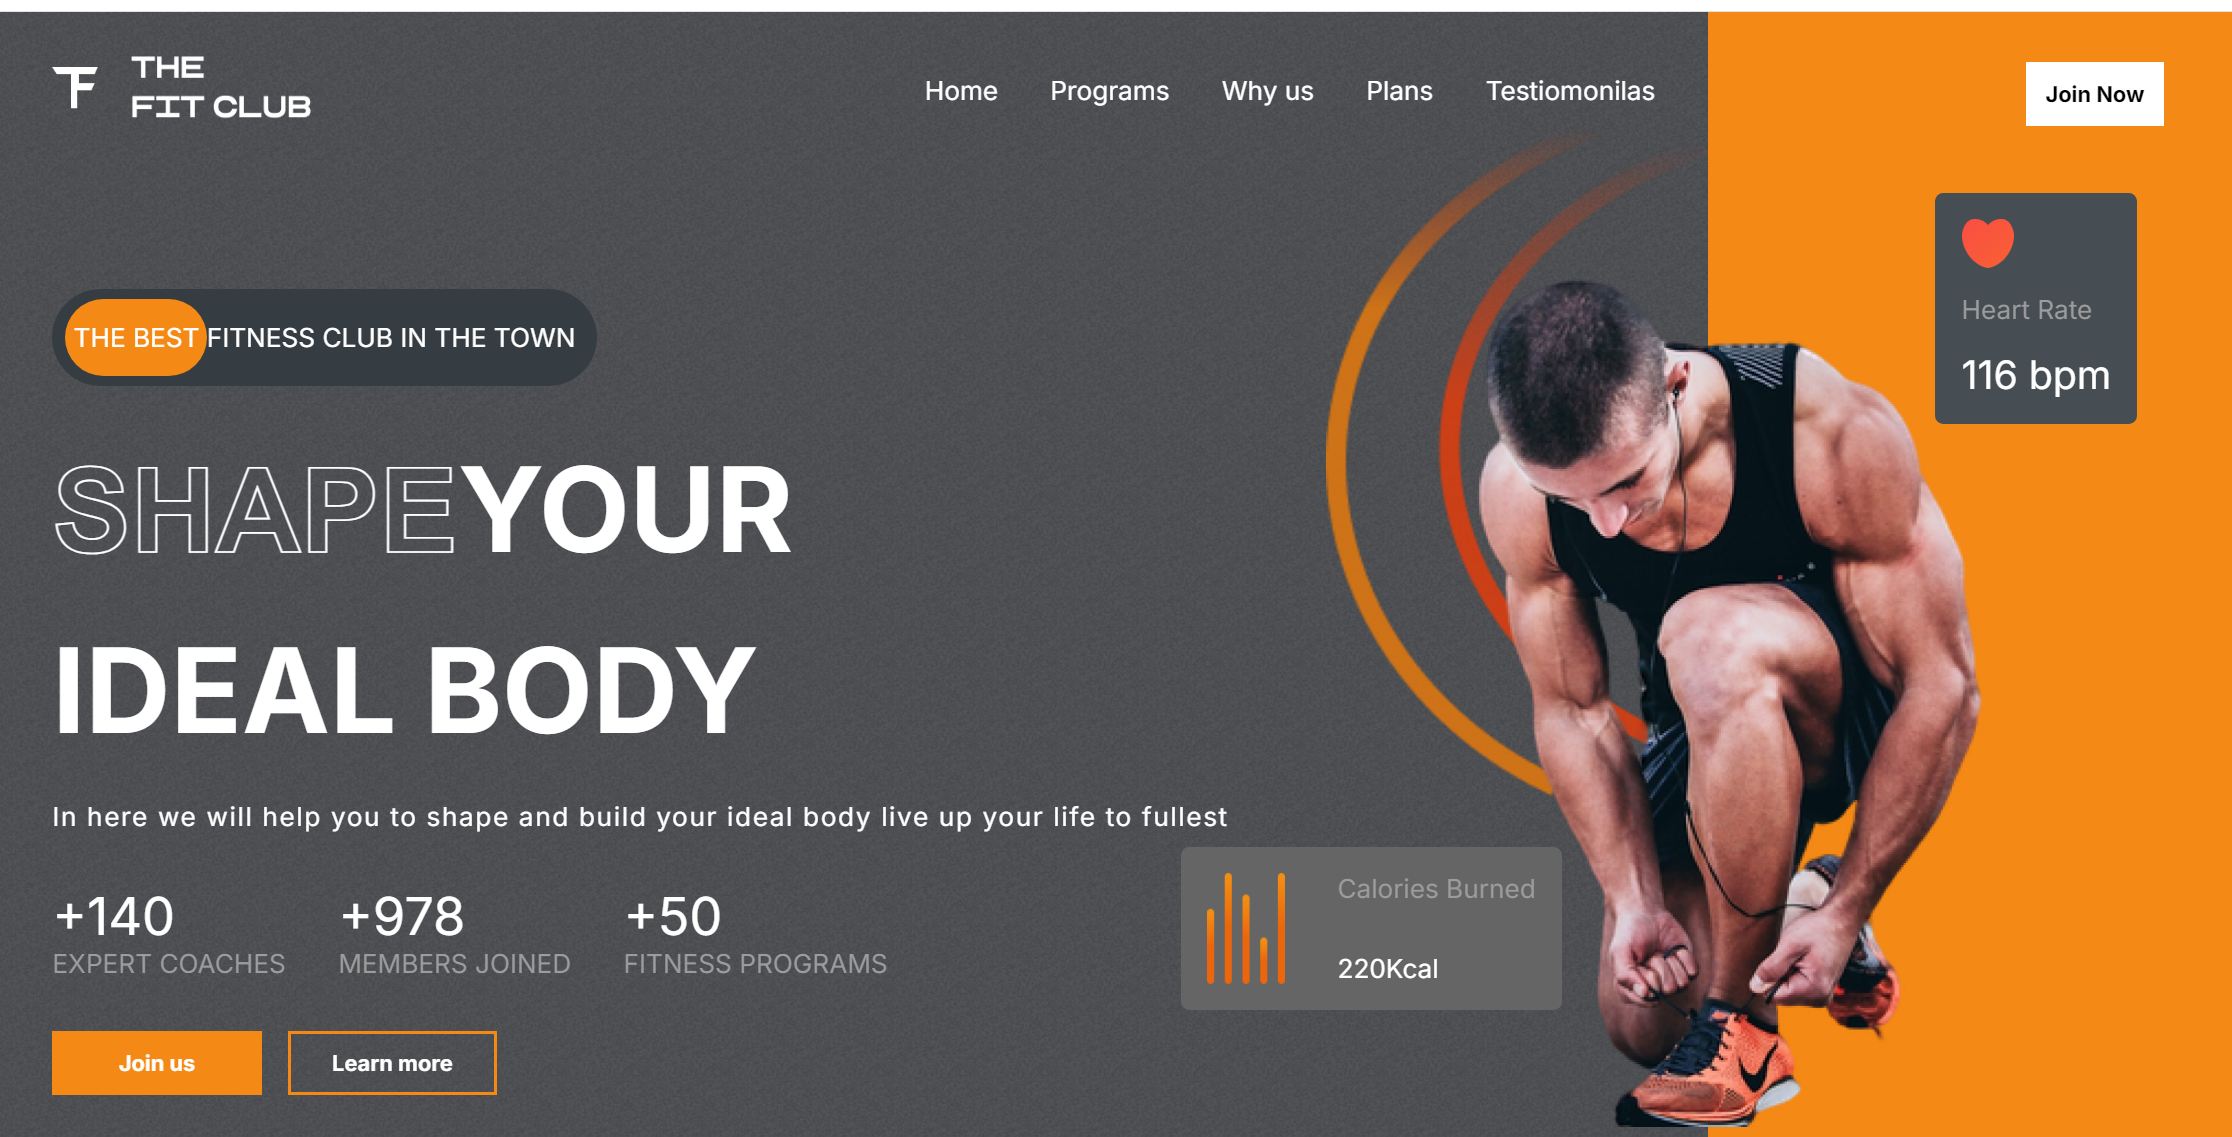 THE
FIT CLUB
Home Programs Why us Plans Testiomonilas
Join Now
Heart Rate
116 bpm
THE BEST FITNESS CLUB IN THE TOWN
SHAPE YOUR
IDEAL BODY
In here we will help you to shape and build your ideal body live up your life to fullest
+140 +978 +50
EXPERT COACHES MEMBERS JOINED FITNESS PROGRAMS
Calories Burned
220Kcal
Join us Learn more